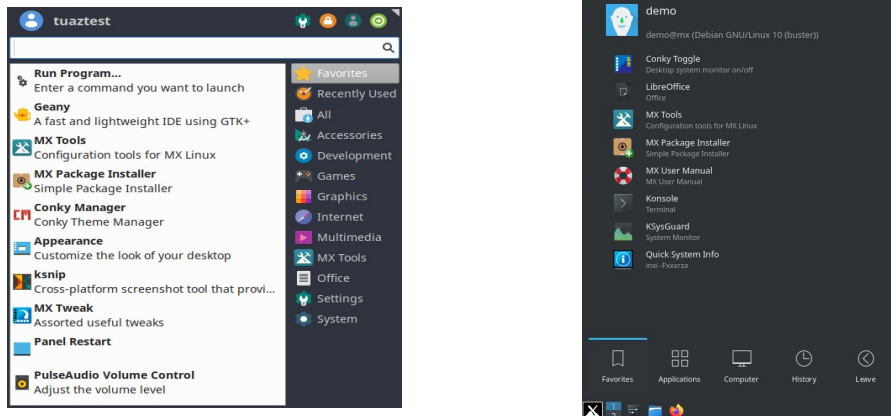 tuaztest
Run Program...
Enter a command you want to launch
Geany
A fast and lightweight IDE using GTK+
MX Tools
Configuration tools for MX Linux
MX Package Installer
Simple Package Installer
Conky Manager
Conky Theme Manager
Appearance
Customize the look of your desktop
ksnip
Cross-platform screenshot tool that provi...
MX Tweak
Assorted useful tweaks
Panel Restart
PulseAudio Volume Control
Adjust the volume level
Favorites
Recently Used
All
Accessories
Development
Games
Graphics
Internet
Multimedia
MX Tools
Office
Settings
System
demo
demo@mx (Debian GNU/Linux 10 (buster))
Conky Toggle
Desktop system monitor on/off
LibreOffice
Office
MX Tools
Configuration tools for MX Linux
MX Package Installer
Simple Package Installer
MX User Manual
MX User Manual
Konsole
Terminal
KSysGuard
System Monitor
Quick System Info
inxi -Fxxxrza
Favorites
Applications
Computer
History
Leave